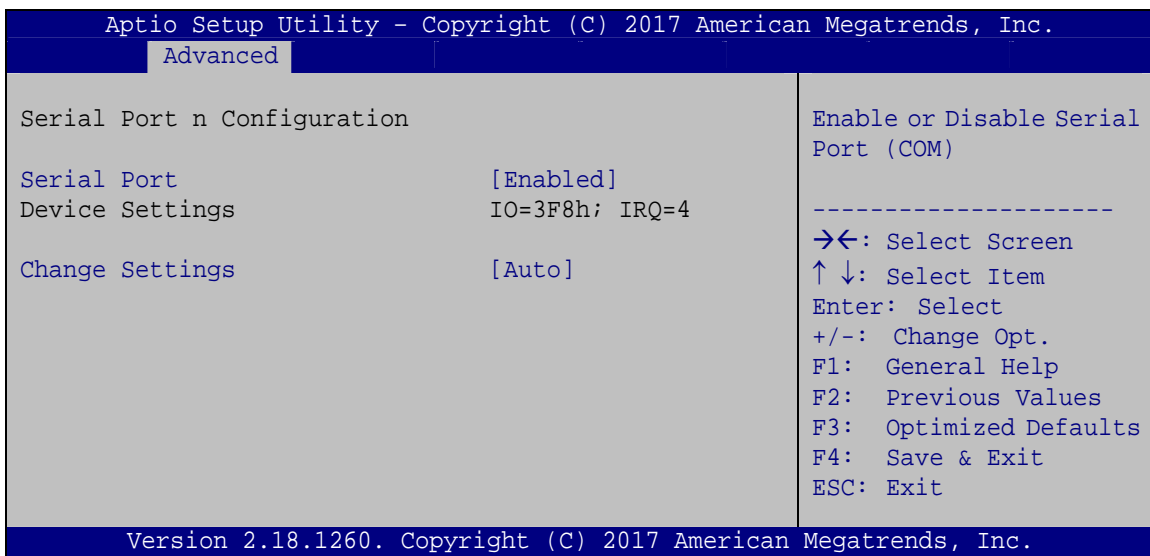 Aptio Setup Utility – Copyright (C) 2017 American Megatrends, Inc.
Advanced
Serial Port n Configuration
Serial Port [Enabled]
Device Settings IO=3F8h; IRQ=4
Change Settings [Auto]
Enable or Disable Serial
Port (COM)
---------------------
→←: Select Screen
↑ ↓: Select Item
Enter: Select
+/-: Change Opt.
F1: General Help
F2: Previous Values
F3: Optimized Defaults
F4: Save & Exit
ESC: Exit
Version 2.18.1260. Copyright (C) 2017 American Megatrends, Inc.